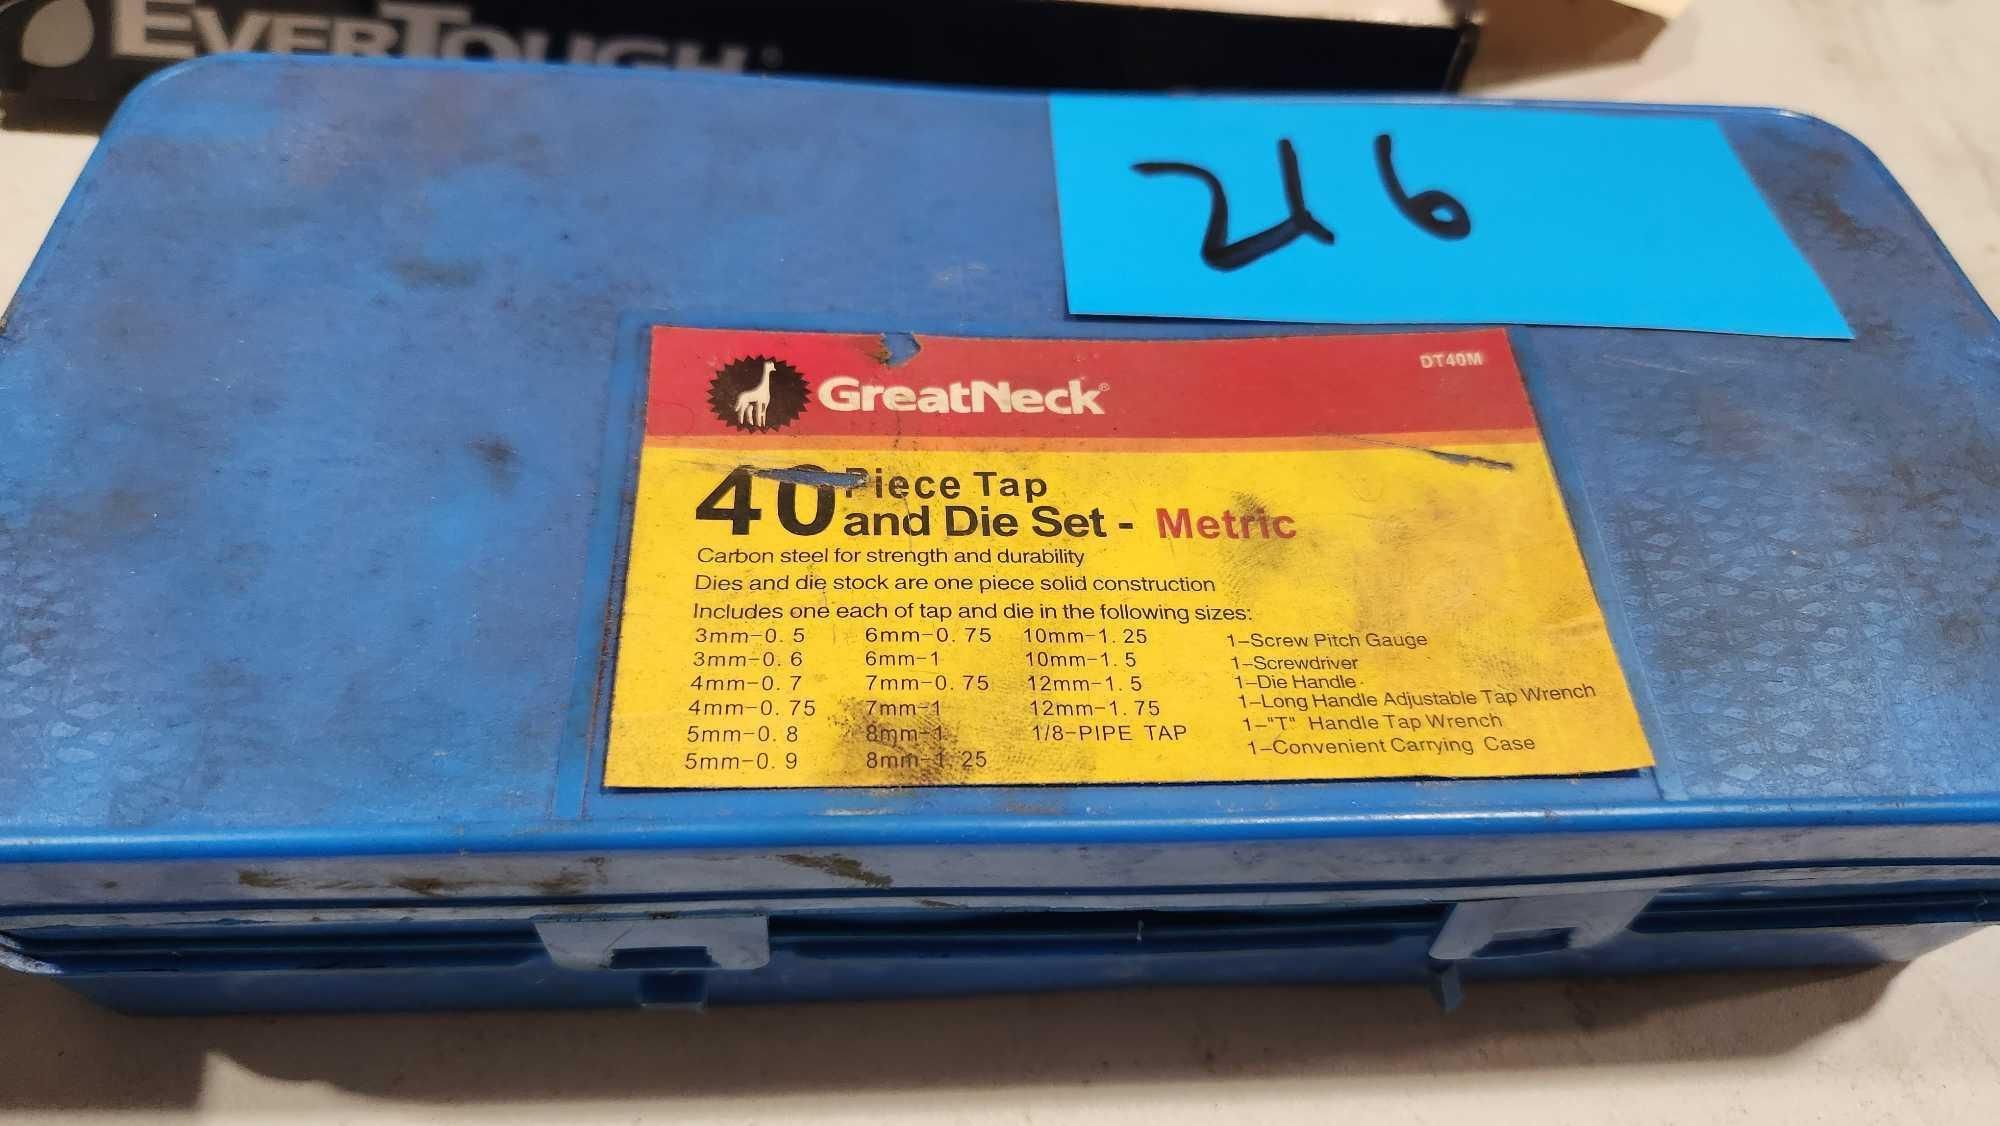 EVERTOUGH
216
GreatNeck®
DT40M
40 Piece Tap
and Die Set - Metric
Carbon steel for strength and durability
Dies and die stock are one piece solid construction
Includes one each of tap and die in the following sizes:
3mm-0.5 6mm-0.75 10mm-1.25 1-Screw Pitch Gauge
3mm-0.6 6mm-1 10mm-1.5 1-Screwdriver
4mm-0.7 7mm-0.75 12mm-1.5 1-Die Handle
4mm-0.75 7mm-1 12mm-1.75 1-Long Handle Adjustable Tap Wrench
5mm-0.8 8mm-1 1/8-PIPE TAP 1-"T" Handle Tap Wrench
5mm-0.9 8mm-1.25 1-Convenient Carrying Case